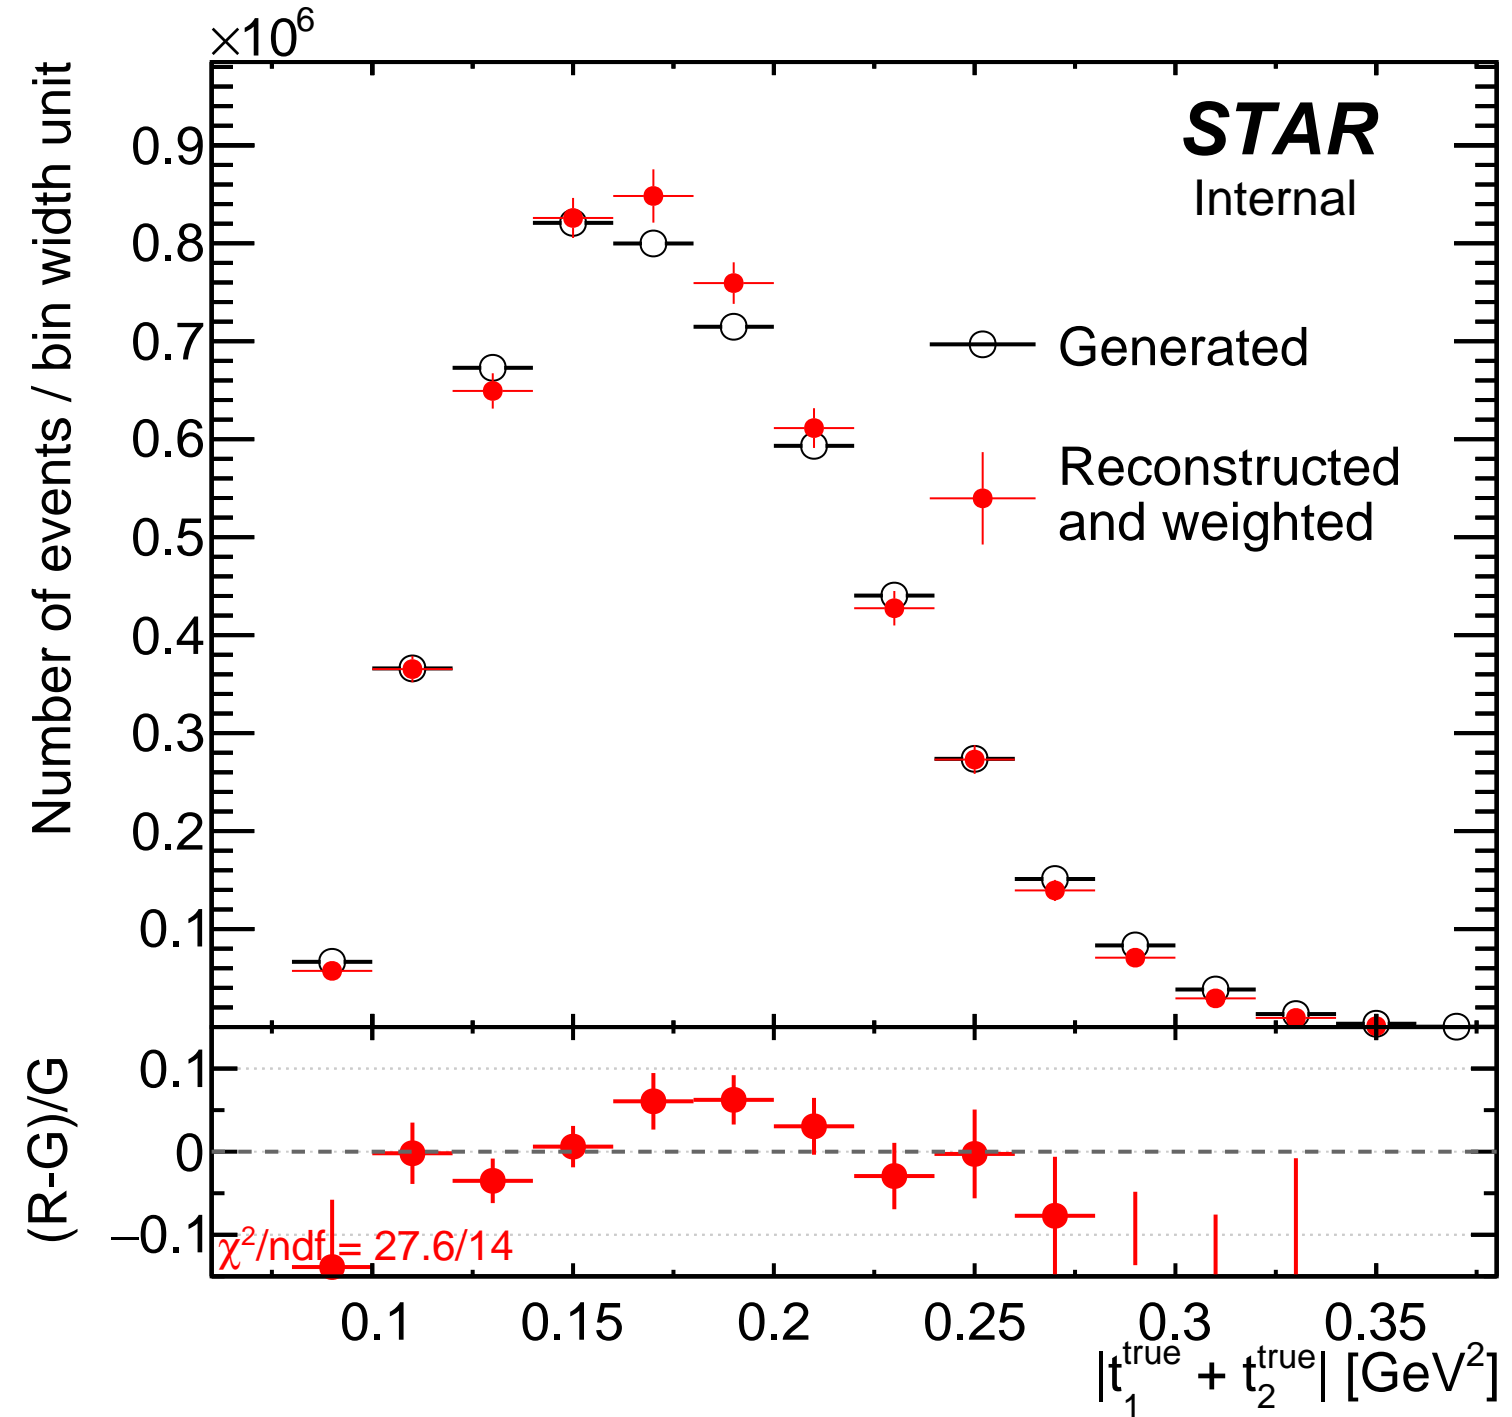 ×10⁶
Number of events / bin width unit
0.9
0.8
0.7
0.6
0.5
0.4
0.3
0.2
0.1
STAR
Internal
Generated
Reconstructed
and weighted
(R-G)/G
0.1
0
−0.1
χ²/ndf = 27.6/14
0.1 0.15 0.2 0.25 0.3 0.35
|t₁^true + t₂^true| [GeV²]